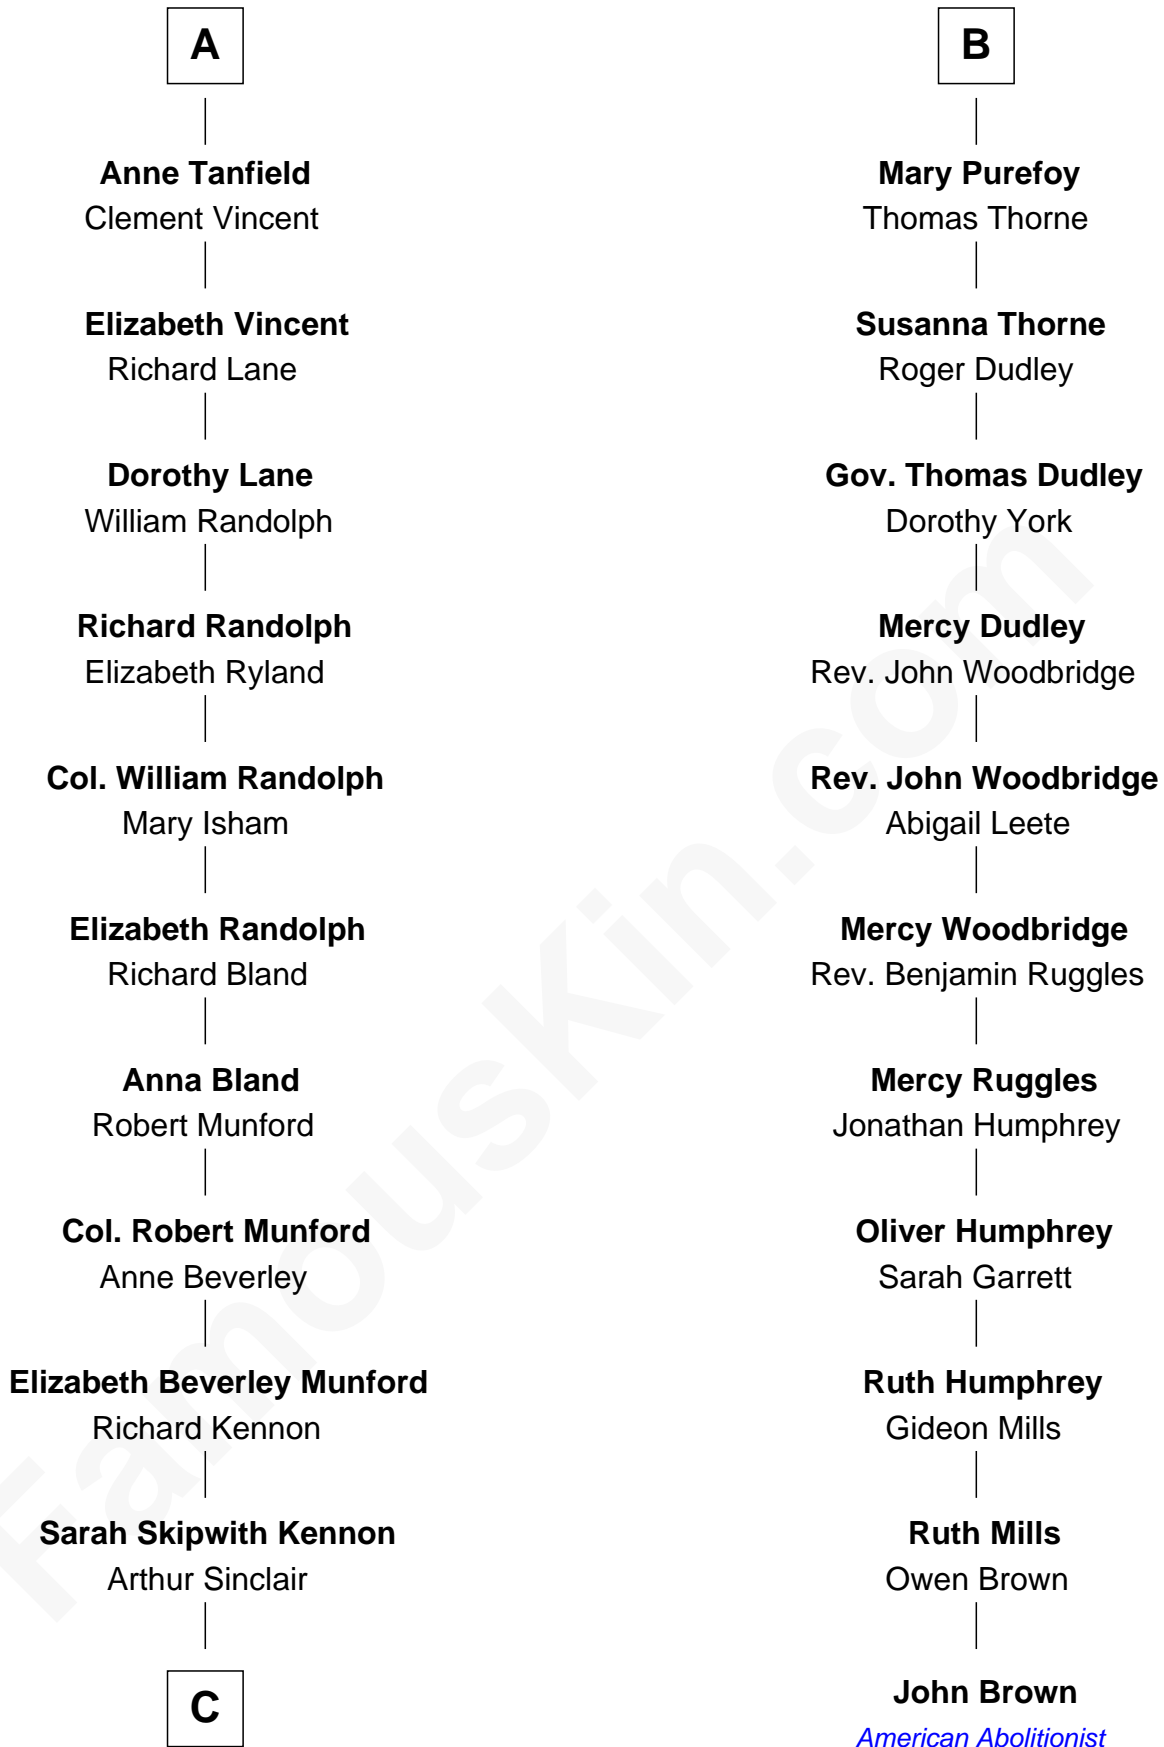 A
Anne Tanfield
Clement Vincent
Elizabeth Vincent
Richard Lane
Dorothy Lane
William Randolph
Richard Randolph
Elizabeth Ryland
Col. William Randolph
Mary Isham
Elizabeth Randolph
Richard Bland
Anna Bland
Robert Munford
Col. Robert Munford
Anne Beverley
Elizabeth Beverley Munford
Richard Kennon
Sarah Skipwith Kennon
Arthur Sinclair
C
B
Mary Purefoy
Thomas Thorne
Susanna Thorne
Roger Dudley
Gov. Thomas Dudley
Dorothy York
Mercy Dudley
Rev. John Woodbridge
Rev. John Woodbridge
Abigail Leete
Mercy Woodbridge
Rev. Benjamin Ruggles
Mercy Ruggles
Jonathan Humphrey
Oliver Humphrey
Sarah Garrett
Ruth Humphrey
Gideon Mills
Ruth Mills
Owen Brown
John Brown
American Abolitionist
FamousKin.com